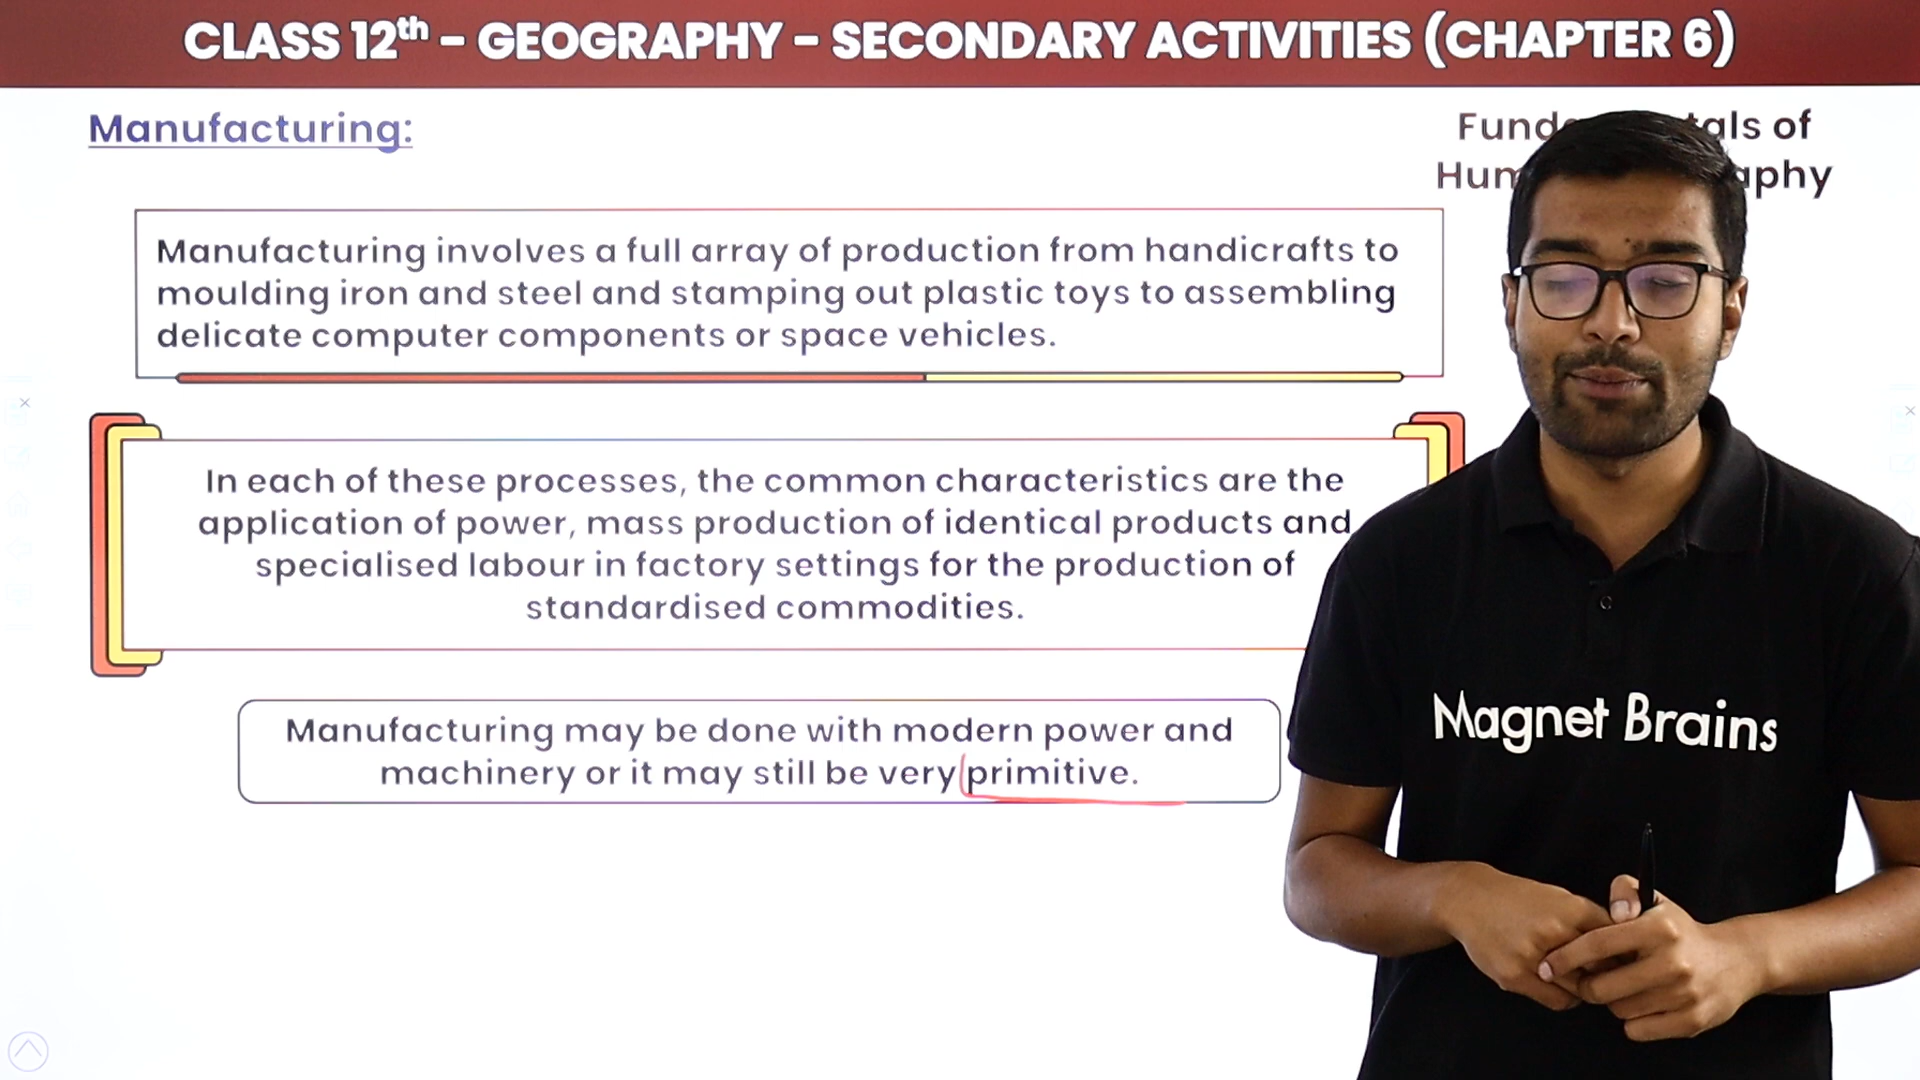 CLASS 12th - GEOGRAPHY - SECONDARY ACTIVITIES (CHAPTER 6)
Manufacturing:
of
Manufacturing involves a full array of production from handicrafts to
moulding iron and steel and stamping out plastic toys to assembling
delicate computer components or space vehicles.
In each of these processes, the common characteristics are the
application of power, mass production of identical products and
specialised labour in factory settings for the production of
standardised commodities.
Manufacturing may be done with modern power and
machinery or it may still be very primitive.
Magnet Brains